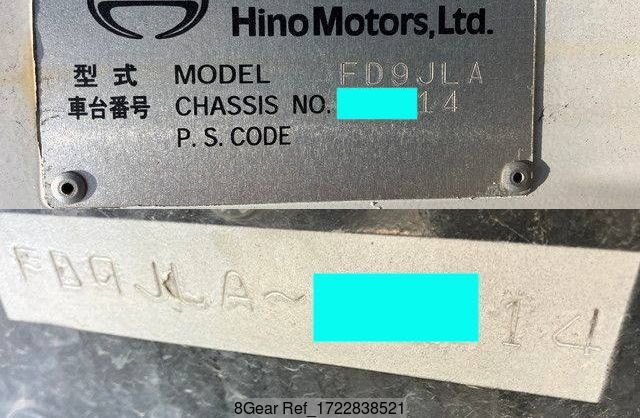 Hino Motors,Ltd.
型式 MODEL FD9JLA
車台番号 CHASSIS NO. 14
P. S. CODE
FD9JLA~ 14
8Gear Ref_1722838521